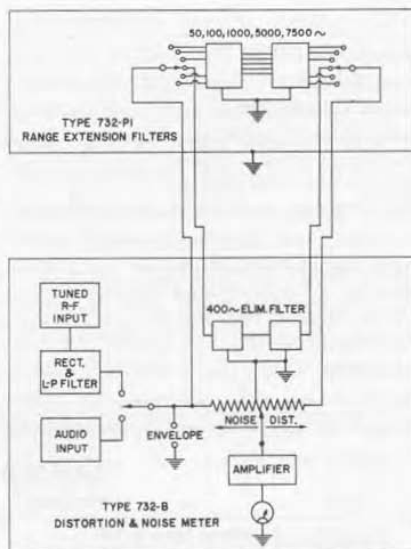 50,100,1000,5000,7500~
TYPE 732-P1
RANGE EXTENSION FILTERS
TUNED
R-F
INPUT
400~ELIM.FILTER
RECT.
&
L-P FILTER
NOISE
DIST.
ENVELOPE
AUDIO
INPUT
AMPLIFIER
TYPE 732-B
DISTORTION & NOISE METER